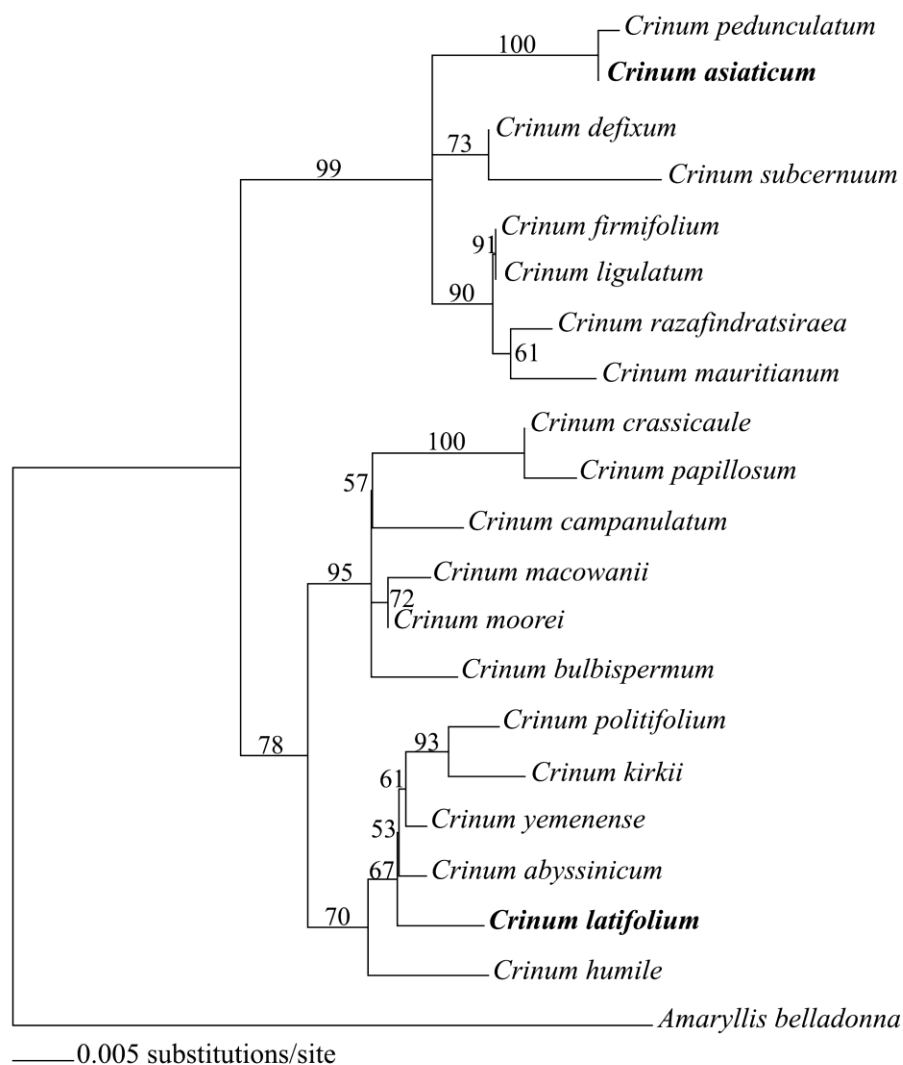 Crinum pedunculatum
100
Crinum asiaticum
Crinum defixum
73
99
Crinum subcernuum
Crinum firmifolium
91
Crinum ligulatum
90
Crinum razafindratsiraea
61
Crinum mauritianum
Crinum crassicaule
100
Crinum papillosum
57
Crinum campanulatum
95
Crinum macowanii
72
Crinum moorei
Crinum bulbispermum
Crinum politifolium
93
78
Crinum kirkii
61
Crinum yemenense
53
Crinum abyssinicum
67
70
Crinum latifolium
Crinum humile
Amaryllis belladonna
0.005 substitutions/site